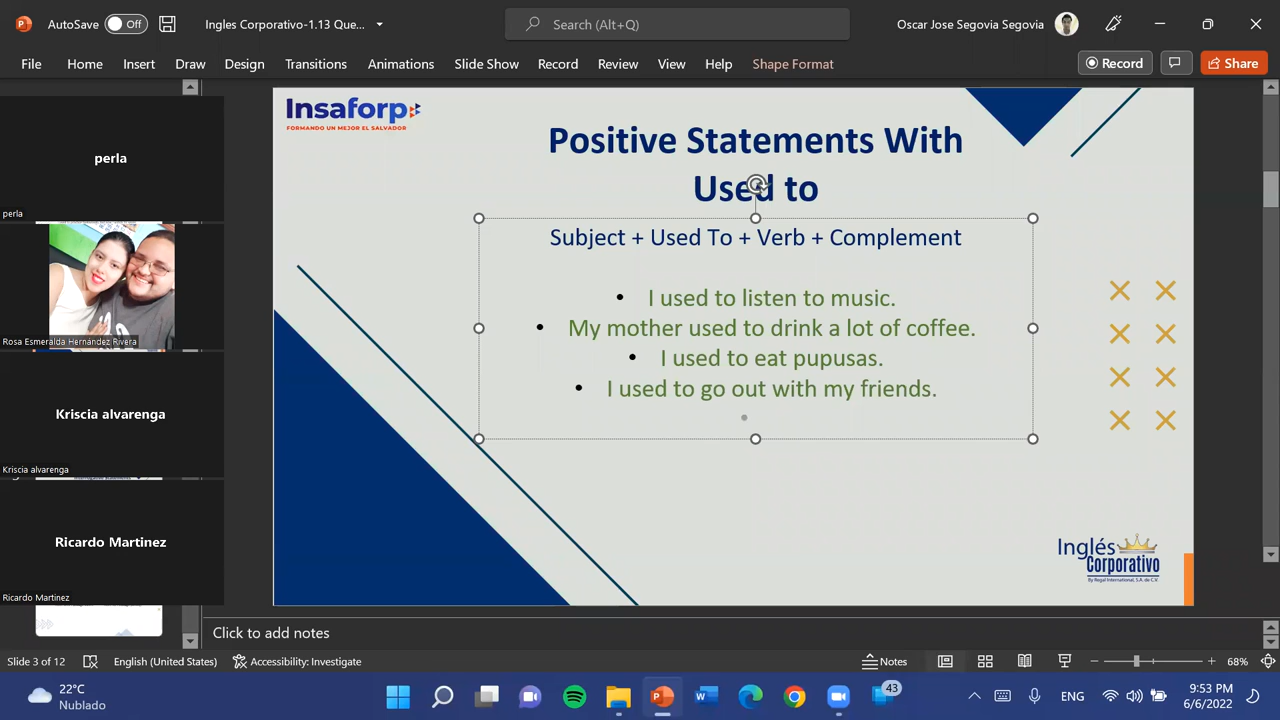 AutoSave
Off
Ingles Corporativo-1.13 Que...
Search (Alt+Q)
Oscar Jose Segovia Segovia
File
Home
Insert
Draw
Design
Transitions
Animations
Slide Show
Record
Review
View
Help
Shape Format
Record
Share
perla
perla
Rosa Esmeralda Hernández Rivera
Kriscia alvarenga
Kriscia alvarenga
Ricardo Martinez
Ricardo Martinez
Insaforp
FORMANDO UN MEJOR EL SALVADOR
Positive Statements With
Used to
Subject + Used To + Verb + Complement
• I used to listen to music.
• My mother used to drink a lot of coffee.
• I used to eat pupusas.
• I used to go out with my friends.
Inglés
Corporativo
By Regal International, S.A. de C.V.
Click to add notes
Slide 3 of 12
English (United States)
Accessibility: Investigate
Notes
68%
22°C
Nublado
43
ENG
9:53 PM
6/6/2022